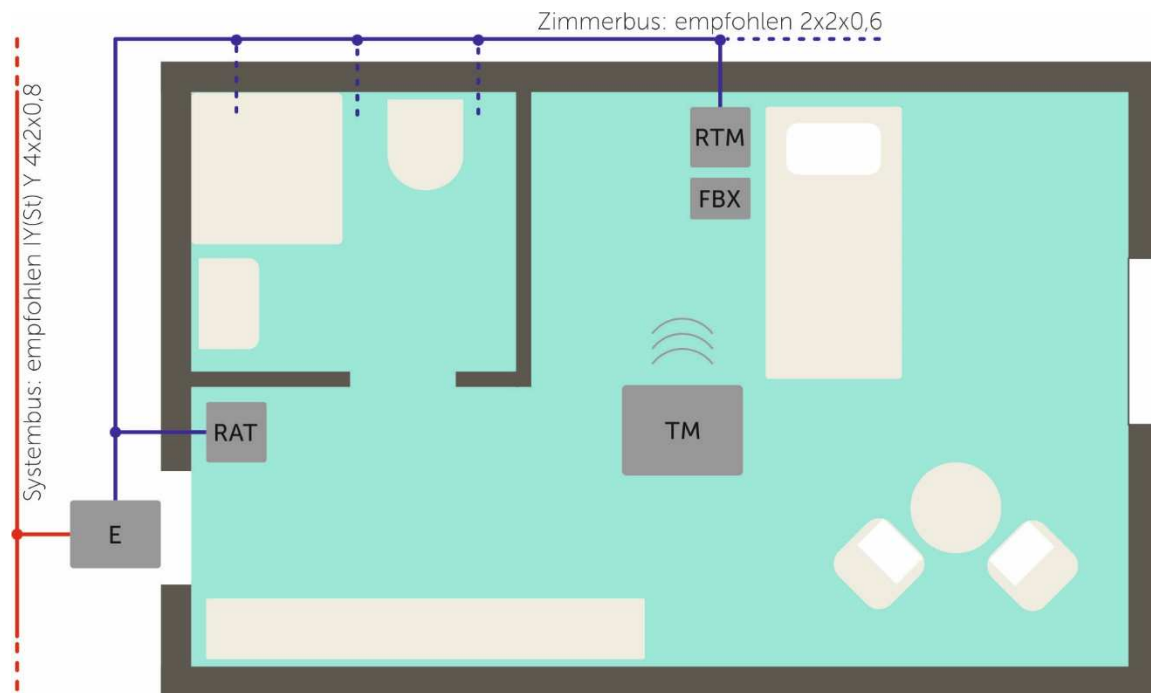 Zimmerbus: empfohlen 2x2x0,6
Systembus: empfohlen IY(St) Y 4x2x0,8
RTM
FBX
RAT
TM
E